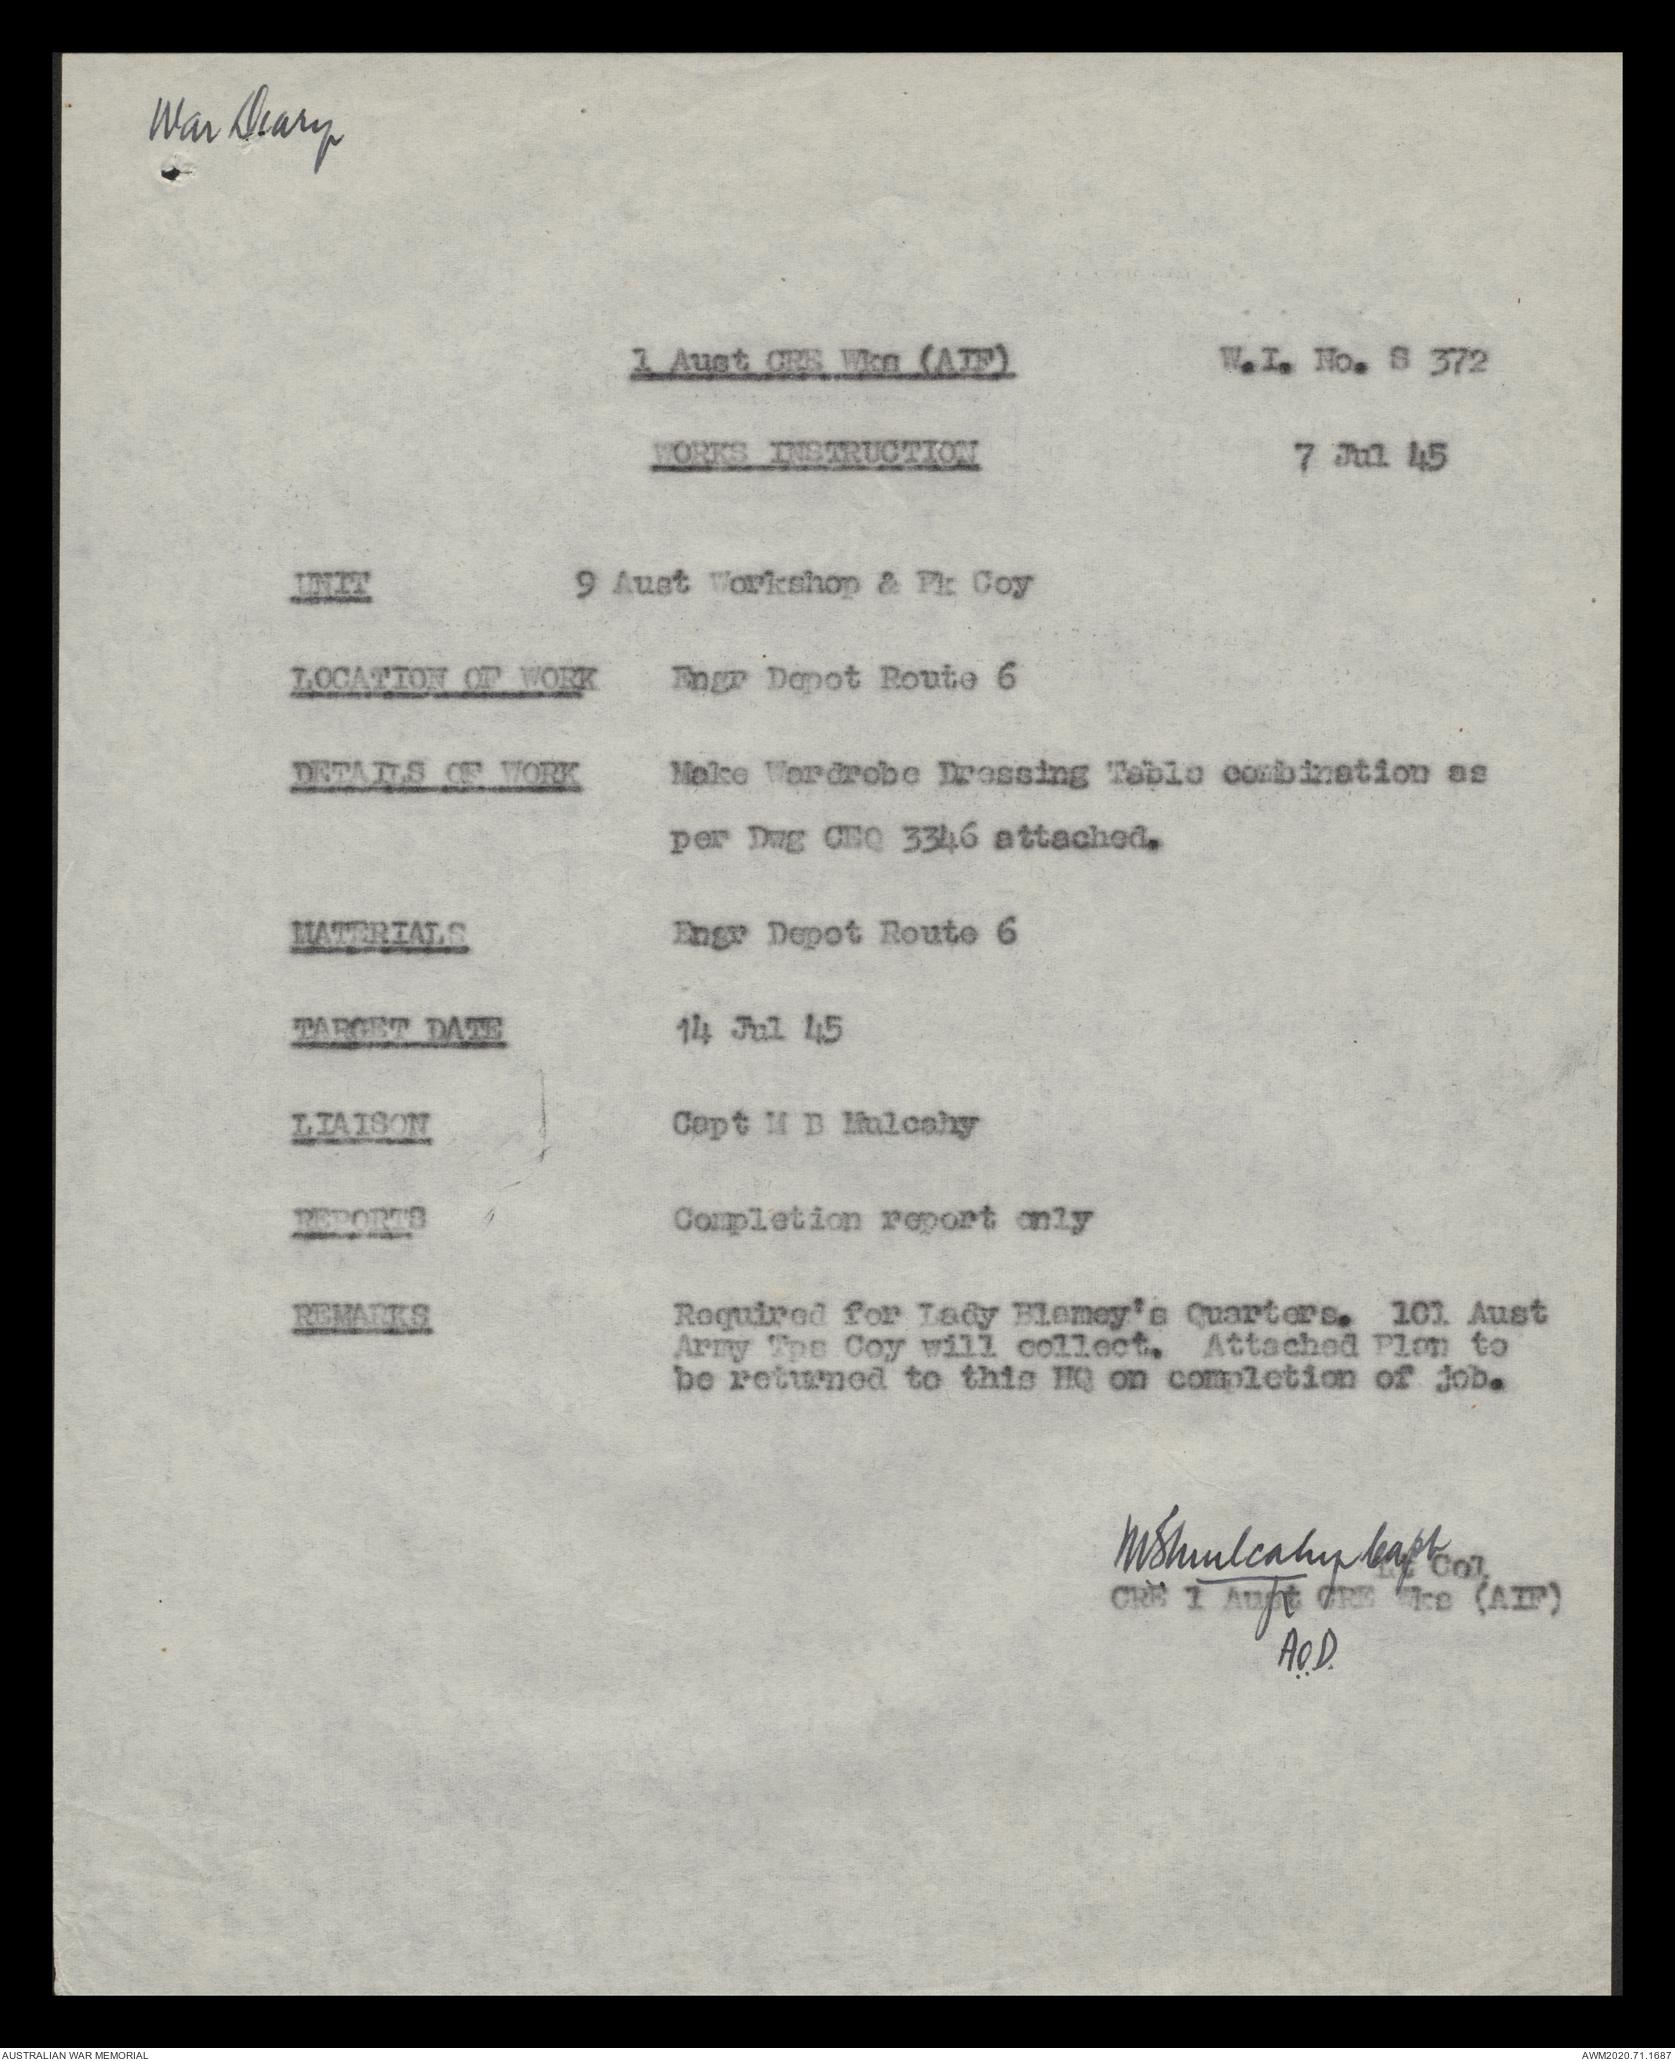 War Diary
1 Aust CRE Wks (AIF) W.I. No. S 372
WORKS INSTRUCTION 7 Jul 45
UNIT 9 Aust Workshop & Pk Coy
LOCATION OF WORK Engr Depot Route 6
DETAILS OF WORK Make Wardrobe Dressing Table combination as
per Dwg CEQ 3346 attached.
MATERIALS Engr Depot Route 6
TARGET DATE 14 Jul 45
LIAISON Capt M B Mulcahy
REPORTS Completion report only
REMARKS Required for Lady Blamey's Quarters. 101 Aust
Army Tps Coy will collect. Attached Plan to
be returned to this HQ on completion of job.
MBMulcahy Capt
Lt Col
CRE 1 Aust CRE Wks (AIF)
A.O.D.
AUSTRALIAN WAR MEMORIAL AWM2020.71.1687